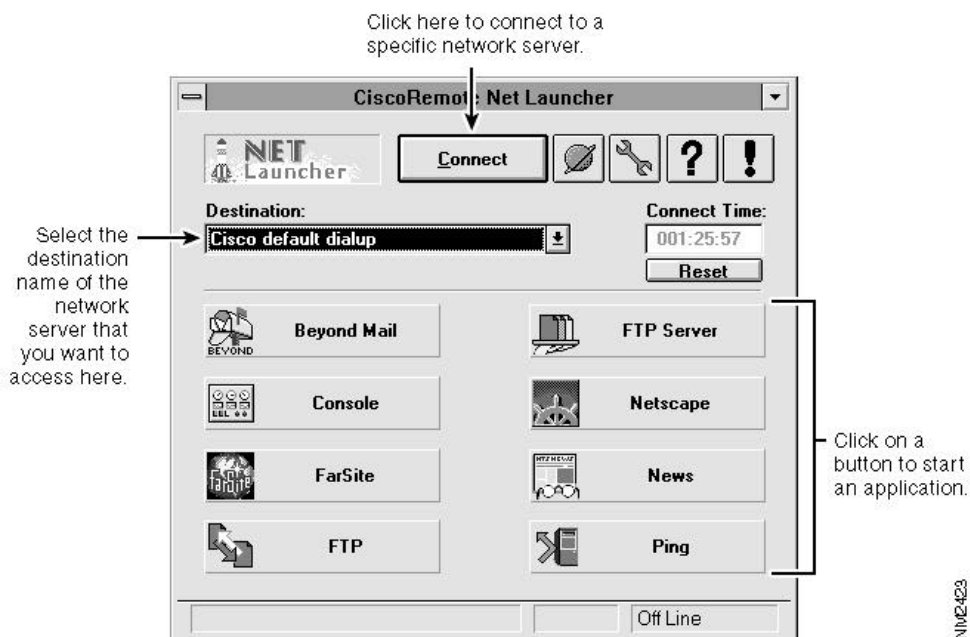 Click here to connect to a
specific network server.
CiscoRemote Net Launcher
NET
Launcher
Connect
?
!
Destination:
Connect Time:
Cisco default dialup
001:25:57
Reset
Select the
destination
name of the
network
server that
you want to
access here.
BEYOND
Beyond Mail
FTP Server
Console
Netscape
FarSite
FarSite
News
FTP
Ping
Click on a
button to start
an application.
Off Line
NM2423